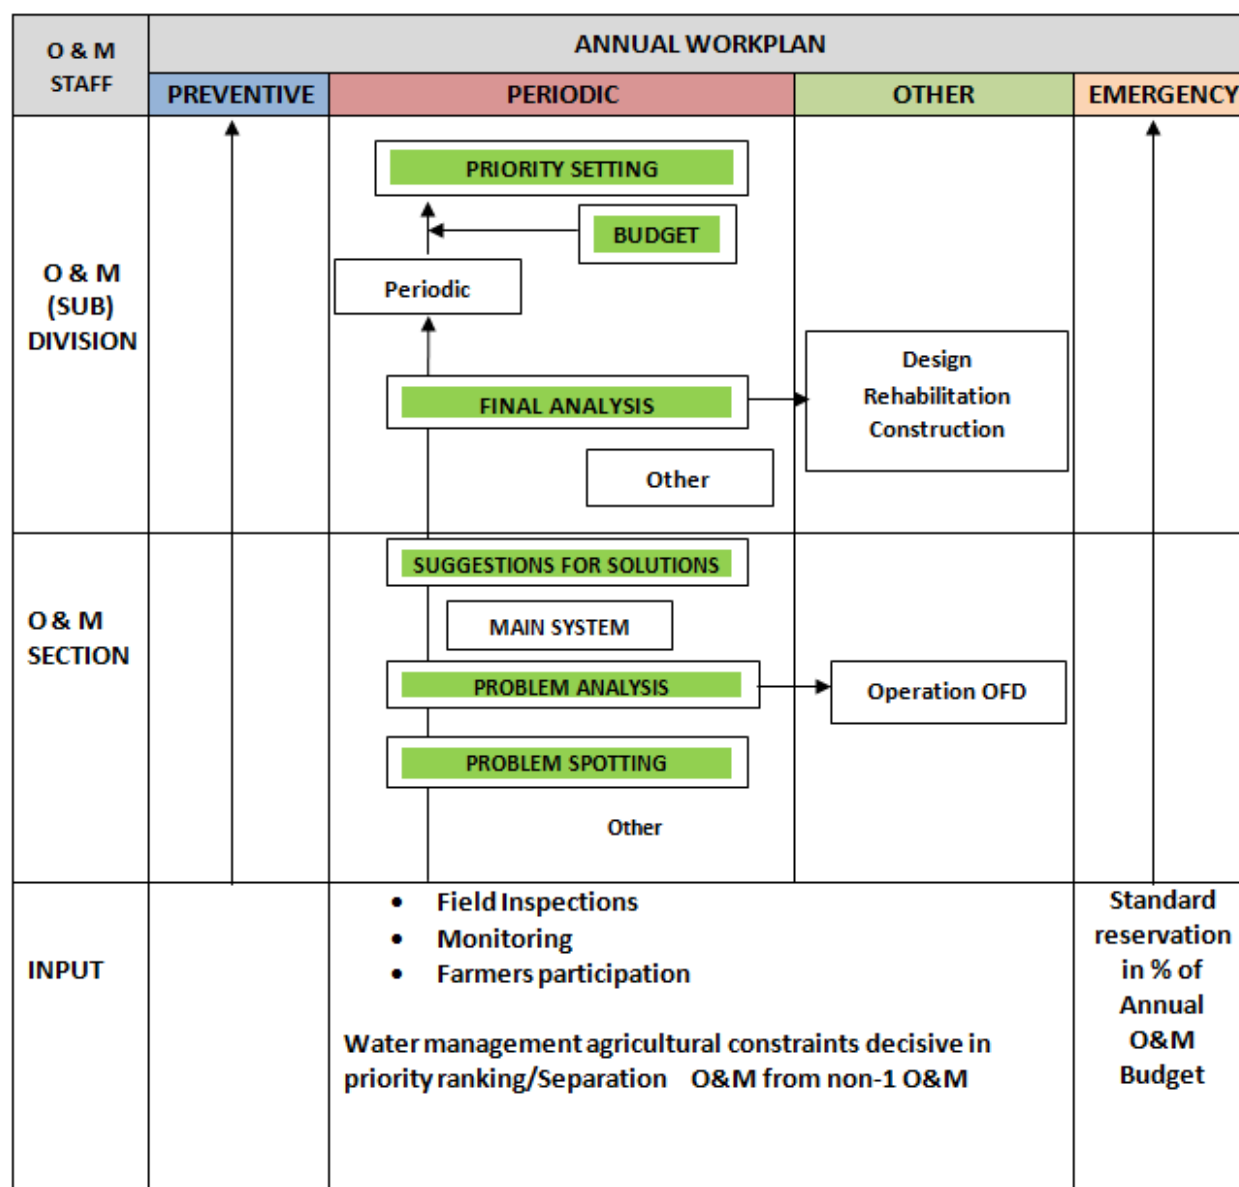 O & M
STAFF
ANNUAL WORKPLAN
PREVENTIVE
PERIODIC
OTHER
EMERGENCY
O & M
(SUB)
DIVISION
PRIORITY SETTING
BUDGET
Periodic
FINAL ANALYSIS
Design
Rehabilitation
Construction
Other
O & M
SECTION
SUGGESTIONS FOR SOLUTIONS
MAIN SYSTEM
PROBLEM ANALYSIS
Operation OFD
PROBLEM SPOTTING
Other
INPUT
• Field Inspections
• Monitoring
• Farmers participation
Water management agricultural constraints decisive in
priority ranking/Separation O&M from non-1 O&M
Standard
reservation
in % of
Annual
O&M
Budget